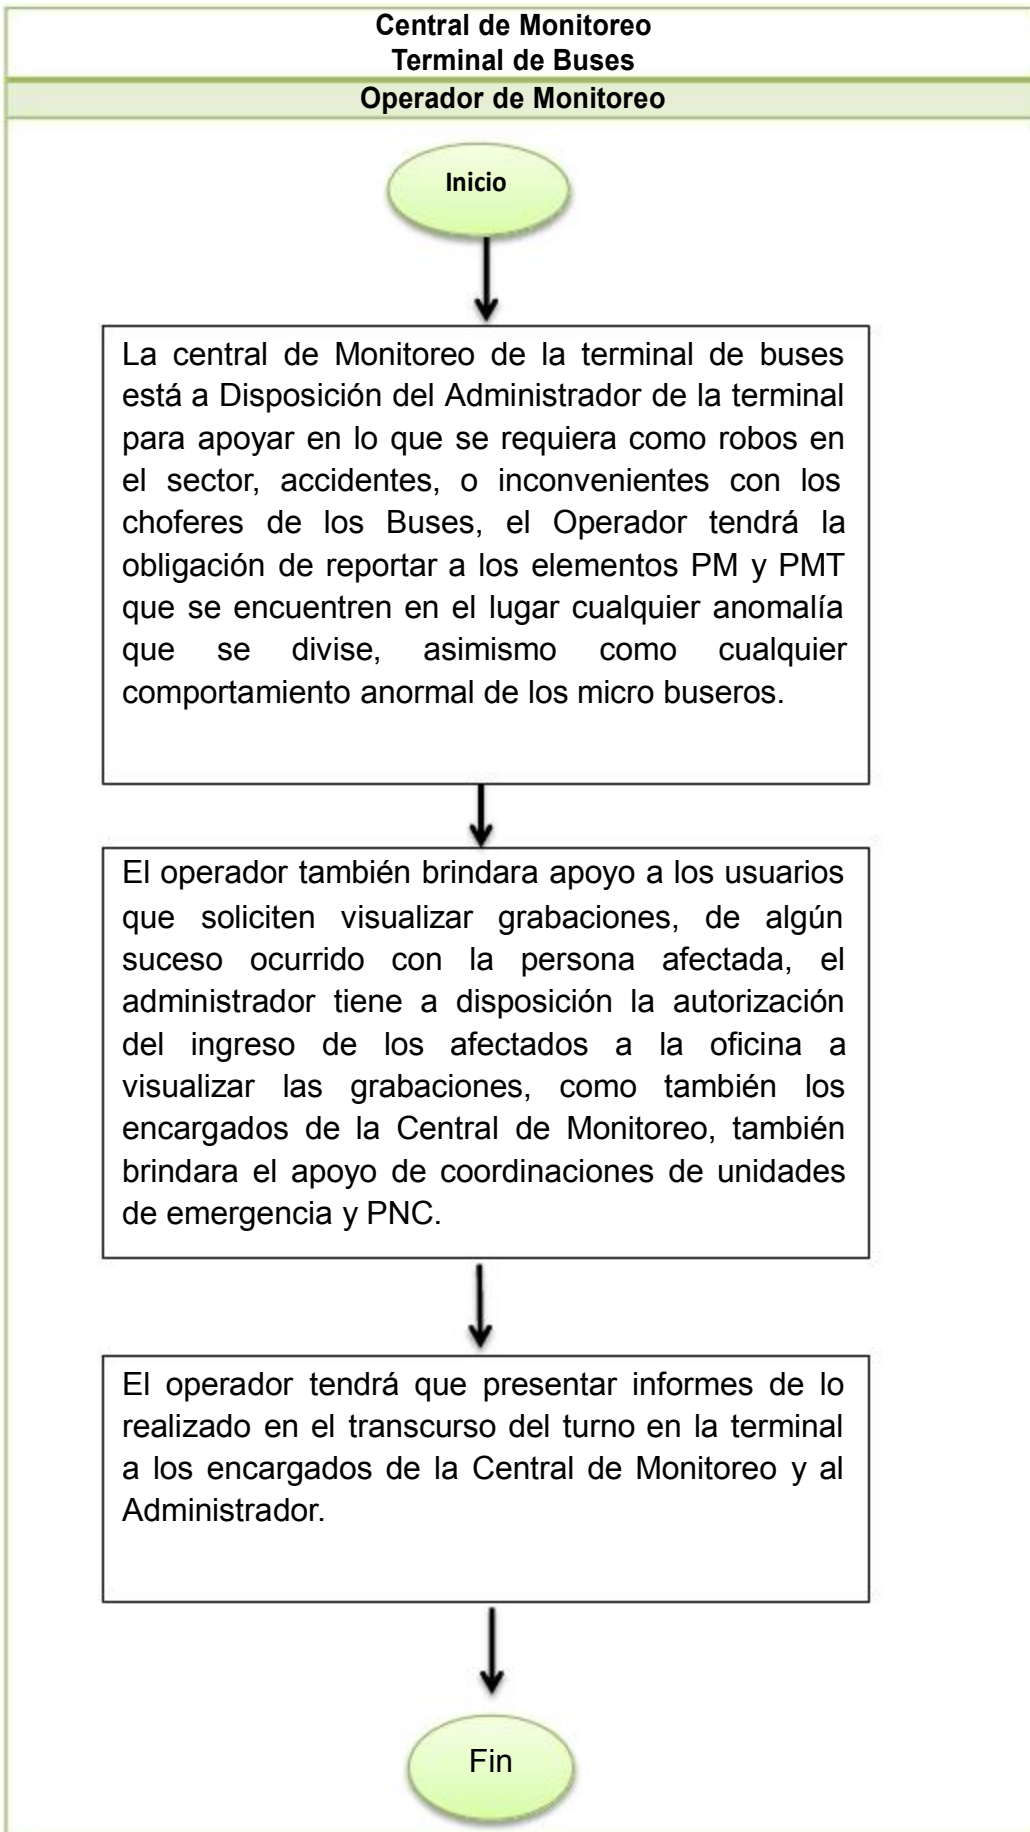 Central de Monitoreo
Terminal de Buses
Operador de Monitoreo
Inicio
La central de Monitoreo de la terminal de buses
está a Disposición del Administrador de la terminal
para apoyar en lo que se requiera como robos en
el sector, accidentes, o inconvenientes con los
choferes de los Buses, el Operador tendrá la
obligación de reportar a los elementos PM y PMT
que se encuentren en el lugar cualquier anomalía
que se divise, asimismo como cualquier
comportamiento anormal de los micro buseros.
El operador también brindara apoyo a los usuarios
que soliciten visualizar grabaciones, de algún
suceso ocurrido con la persona afectada, el
administrador tiene a disposición la autorización
del ingreso de los afectados a la oficina a
visualizar las grabaciones, como también los
encargados de la Central de Monitoreo, también
brindara el apoyo de coordinaciones de unidades
de emergencia y PNC.
El operador tendrá que presentar informes de lo
realizado en el transcurso del turno en la terminal
a los encargados de la Central de Monitoreo y al
Administrador.
Fin